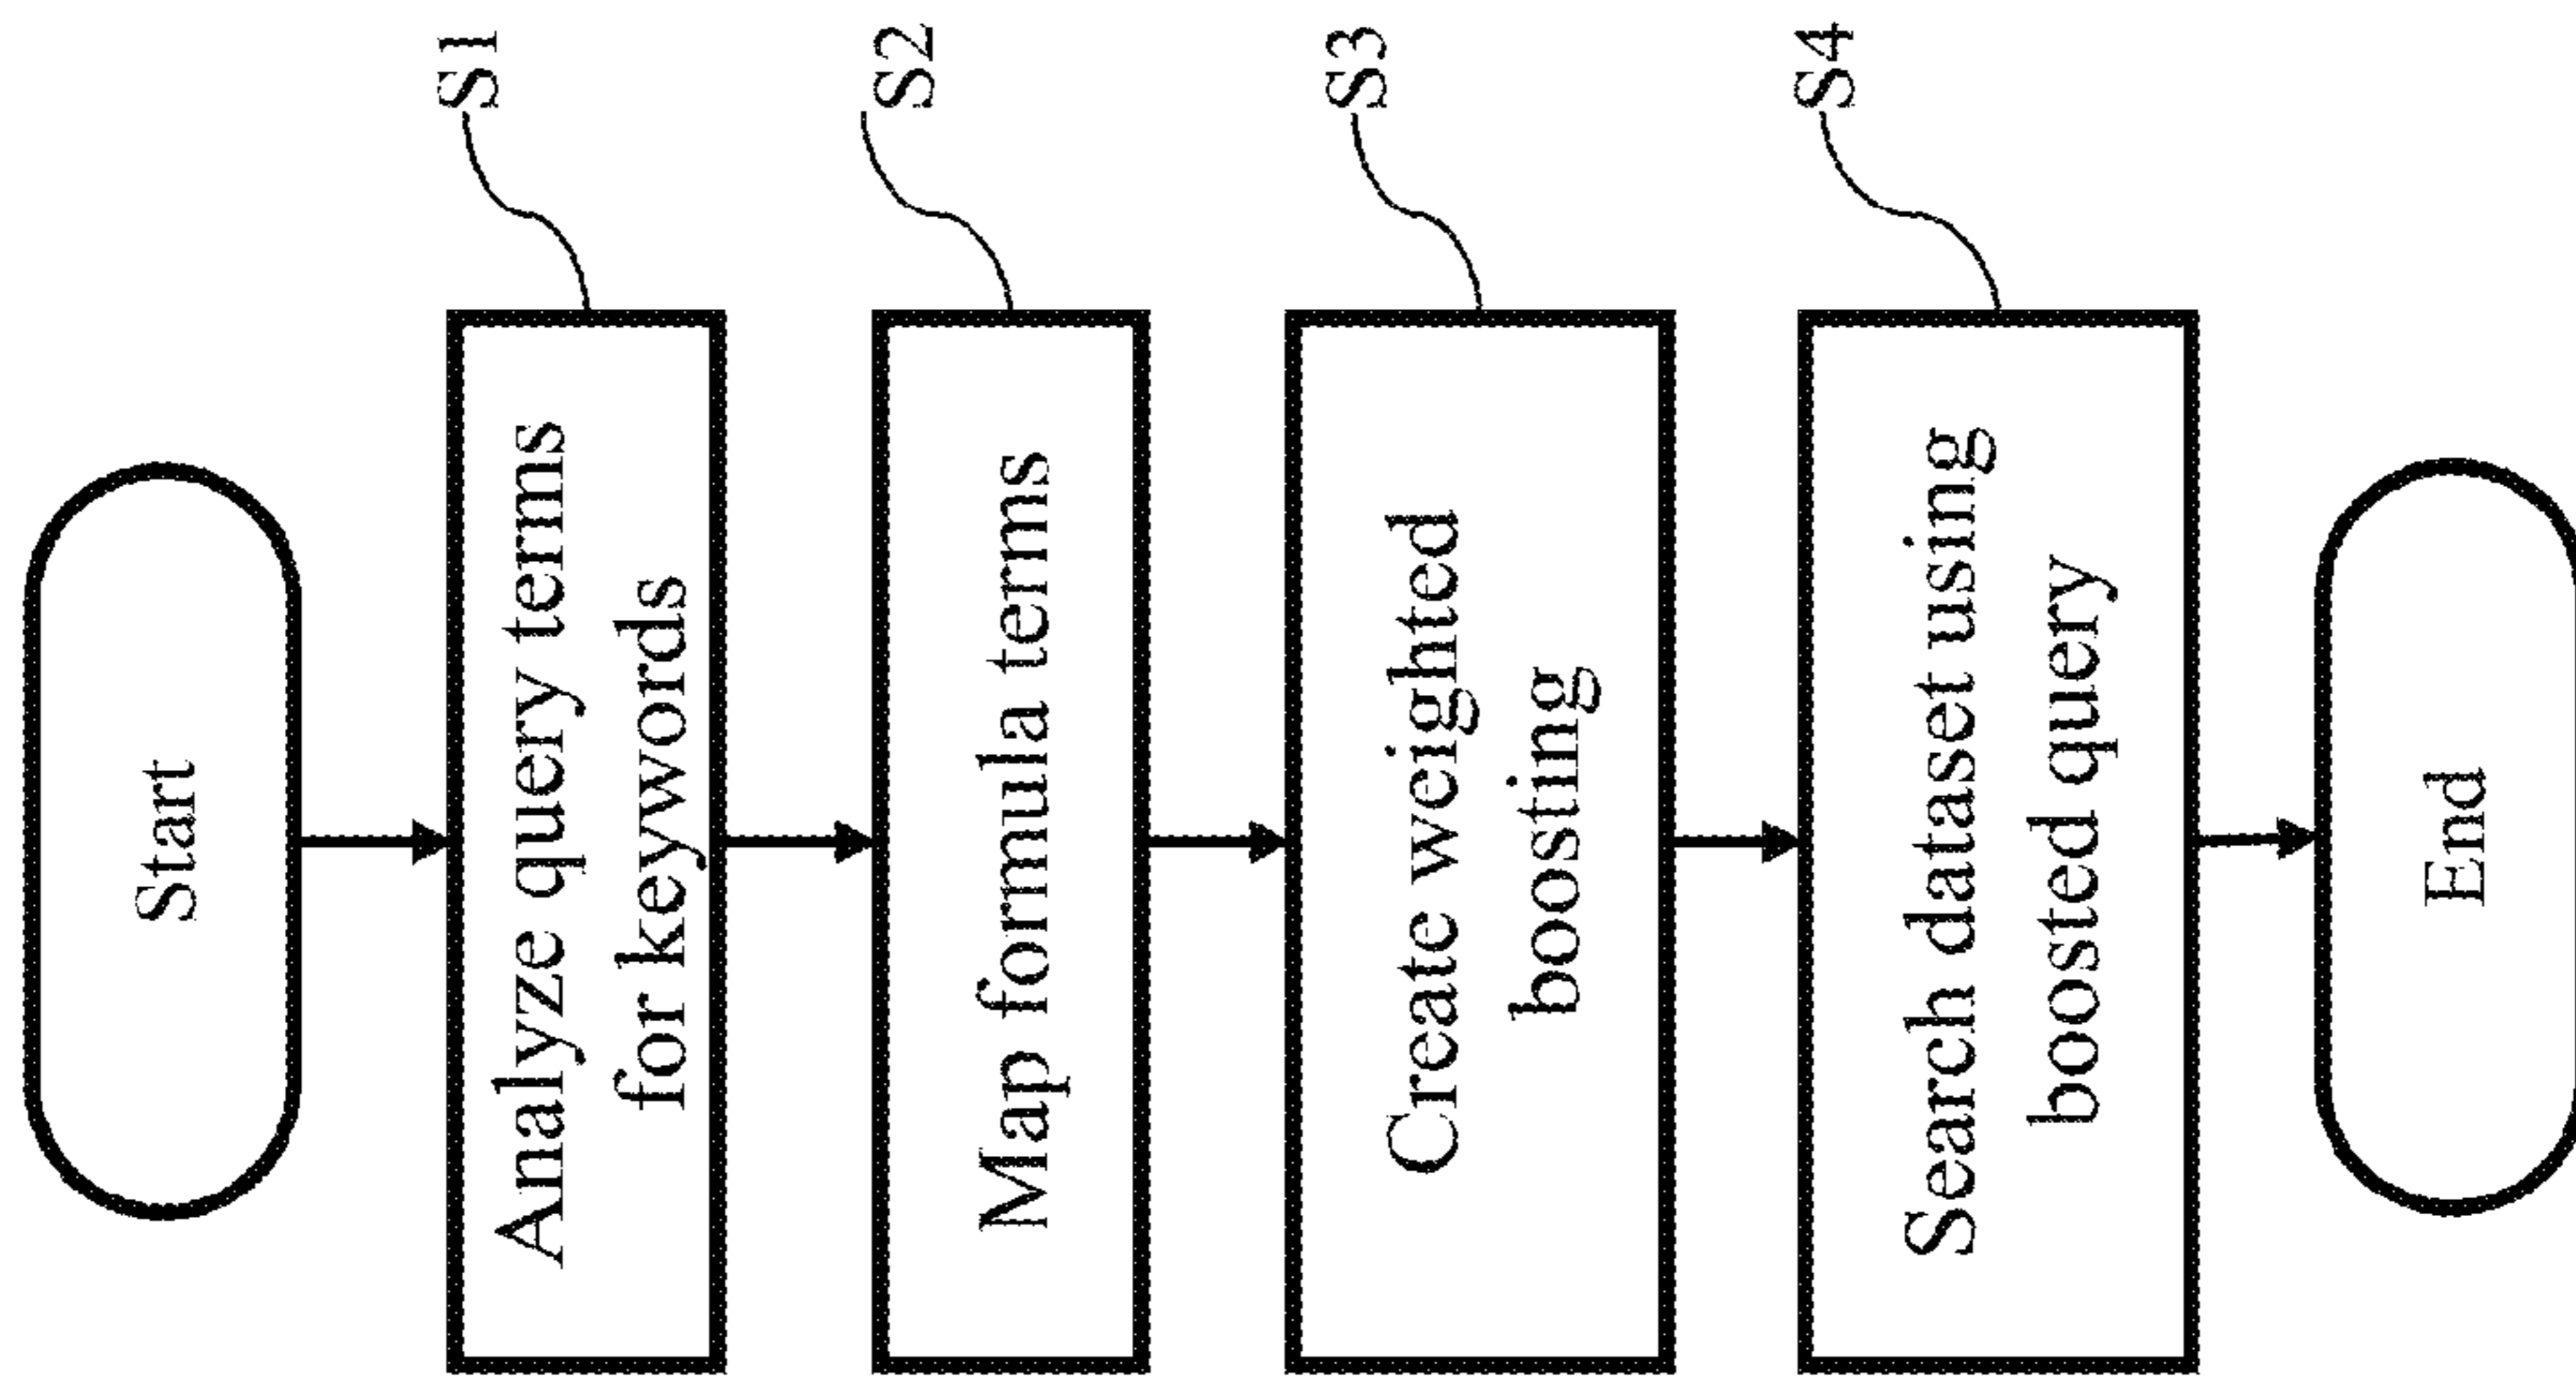 Start
S1
Analyze query terms
for keywords
S2
Map formula terms
S3
Create weighted
boosting
S4
Search dataset using
boosted query
End